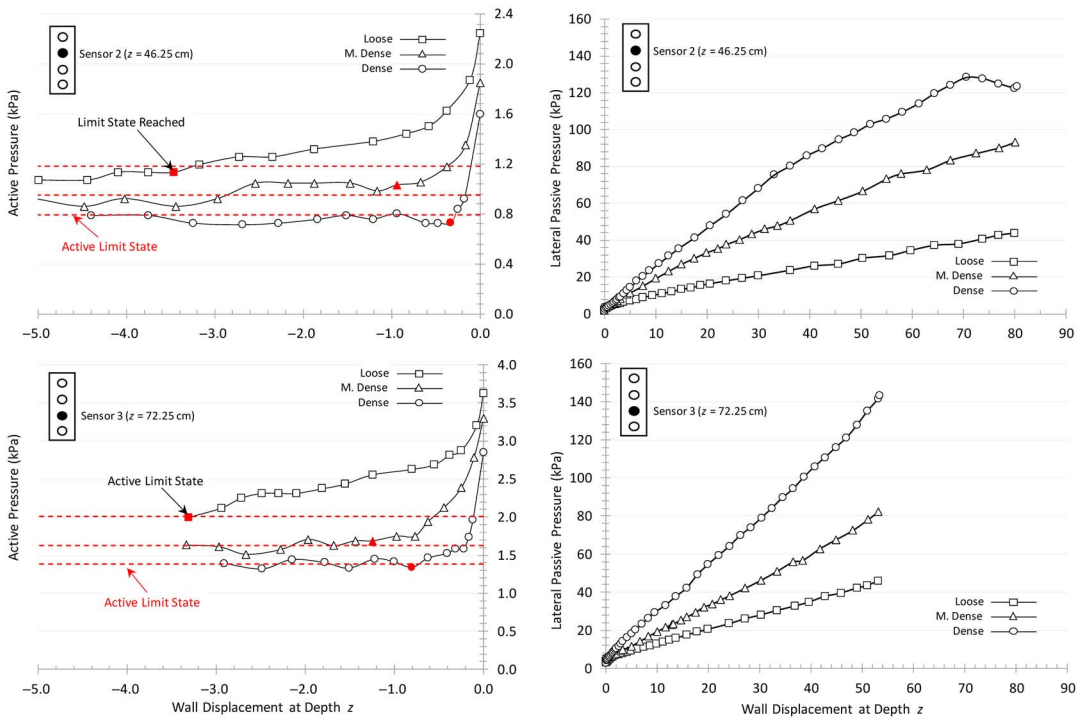 Active Pressure (kPa)
Sensor 2 (z = 46.25 cm)
Loose
M. Dense
Dense
Limit State Reached
Active Limit State
2.4
2.0
1.6
1.2
0.8
0.4
0.0
−5.0 −4.0 −3.0 −2.0 −1.0 0.0
Lateral Passive Pressure (kPa)
160
140
120
100
80
60
40
20
0
Sensor 2 (z = 46.25 cm)
Loose
M. Dense
Dense
0 10 20 30 40 50 60 70 80 90
Active Pressure (kPa)
Sensor 3 (z = 72.25 cm)
Loose
M. Dense
Dense
Active Limit State
Active Limit State
4.0
3.5
3.0
2.5
2.0
1.5
1.0
0.5
0.0
−5.0 −4.0 −3.0 −2.0 −1.0 0.0
Wall Displacement at Depth z
Lateral Passive Pressure (kPa)
160
140
120
100
80
60
40
20
0
Sensor 3 (z = 72.25 cm)
Loose
M. Dense
Dense
0 10 20 30 40 50 60 70 80 90
Wall Displacement at Depth z